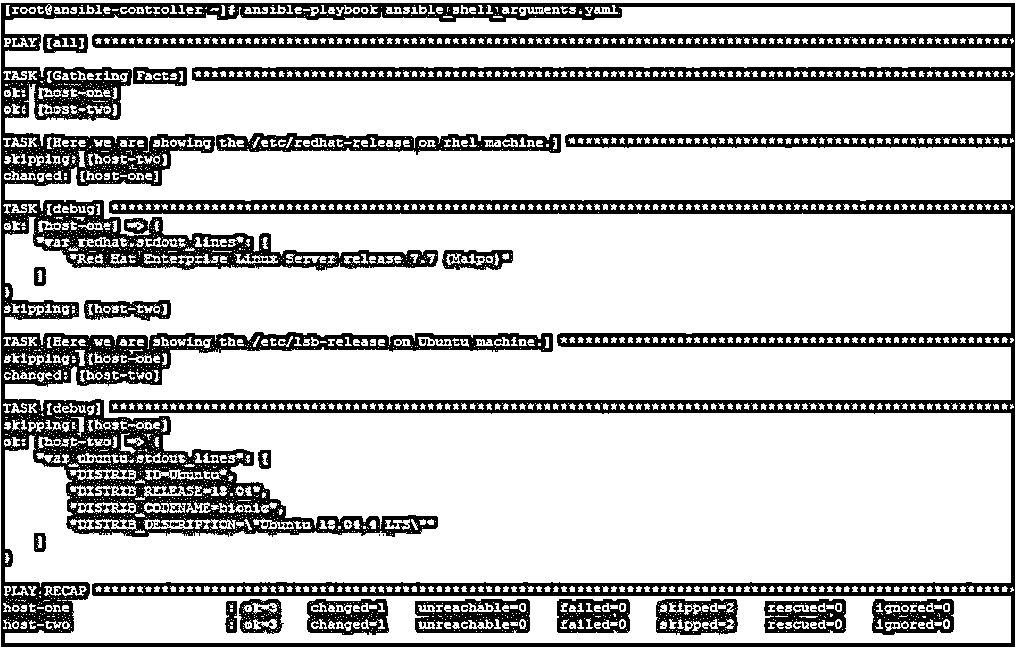 [root@ansible-controller ~]# ansible-playbook ansible_shell_arguments.yaml
PLAY [all] ****************************************************************************************************************
TASK [Gathering Facts] ****************************************************************************************************
ok: [host-one]
ok: [host-two]
TASK [Here we are showing the /etc/redhat-release on rhel machine.] ******************************************************
skipping: [host-two]
changed: [host-one]
TASK [debug] **************************************************************************************************************
ok: [host-one] => {
"var_redhat.stdout_lines": [
"Red Hat Enterprise Linux Server release 7.7 (Maipo)"
]
}
skipping: [host-two]
TASK [Here we are showing the /etc/lsb-release on Ubuntu machine.] *******************************************************
skipping: [host-one]
changed: [host-two]
TASK [debug] **************************************************************************************************************
skipping: [host-one]
ok: [host-two] => {
"var_ubuntu.stdout_lines": [
"DISTRIB_ID=Ubuntu",
"DISTRIB_RELEASE=18.04",
"DISTRIB_CODENAME=bionic",
"DISTRIB_DESCRIPTION=\"Ubuntu 18.04.4 LTS\""
]
}
PLAY RECAP ****************************************************************************************************************
host-one : ok=3 changed=1 unreachable=0 failed=0 skipped=2 rescued=0 ignored=0
host-two : ok=3 changed=1 unreachable=0 failed=0 skipped=2 rescued=0 ignored=0